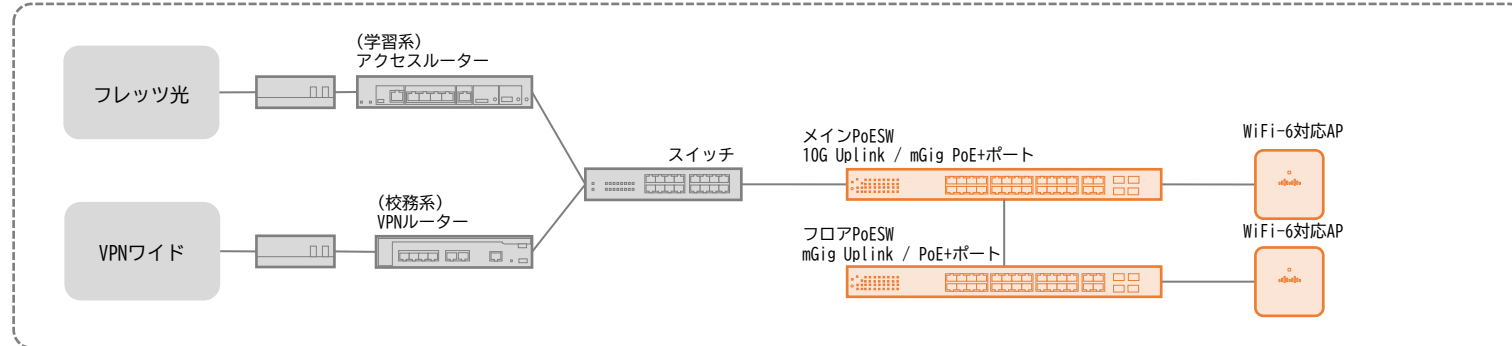 (学習系)
アクセスルーター
フレッツ光
スイッチ
メインPoESW
10G Uplink / mGig PoE+ポート
WiFi-6対応AP
(校務系)
VPNルーター
VPNワイド
フロアPoESW
mGig Uplink / PoE+ポート
WiFi-6対応AP